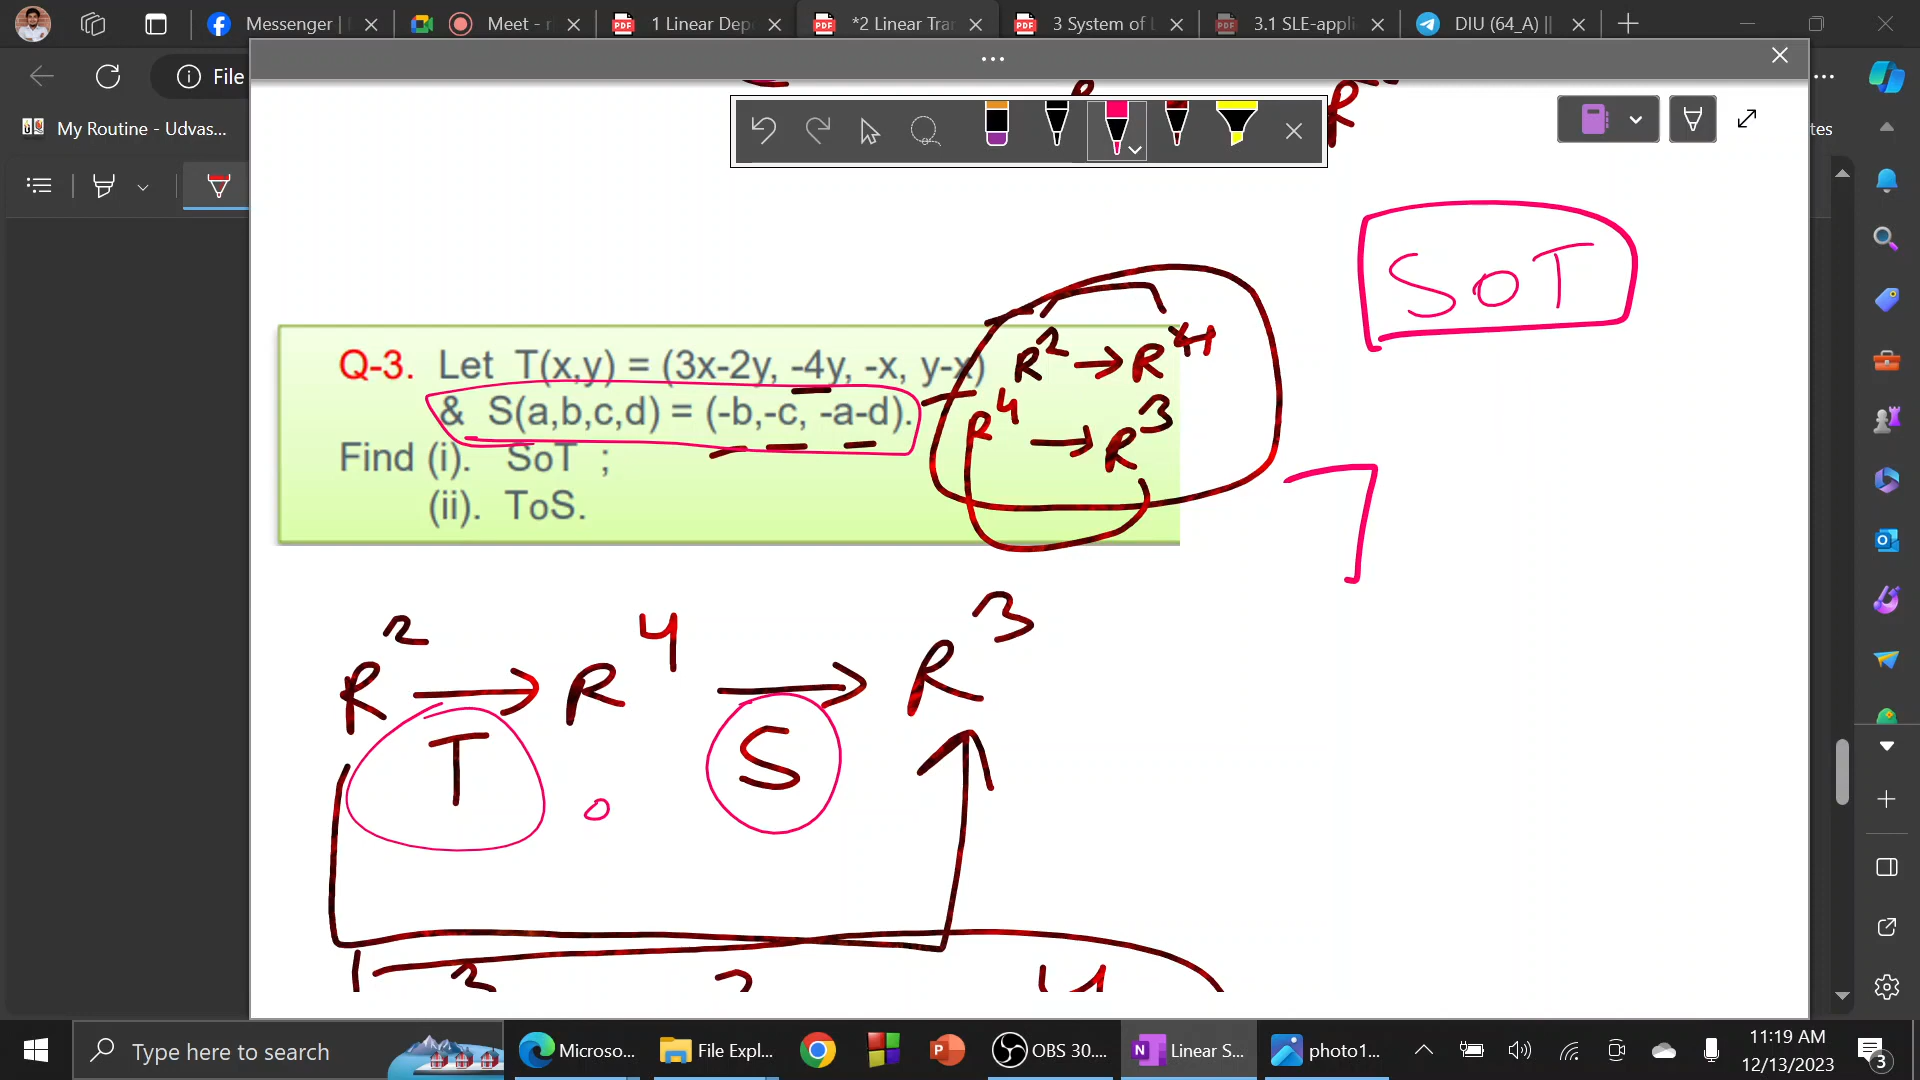 Messenger |
Meet - r
1 Linear Dep
*2 Linear Tra
3 System of L
3.1 SLE-appli
DIU (64_A) ||
File
My Routine - Udvas...
tes
R
SoT
Q-3. Let T(x,y) = (3x-2y, -4y, -x, y-x)
R² → R⁴
& S(a,b,c,d) = (-b,-c, -a-d).
R⁴ → R³
Find (i). SoT ;
(ii). ToS.
R² → R⁴ → R³
T o S
Type here to search
Microso...
File Expl...
OBS 30....
Linear S...
photo1...
11:19 AM
12/13/2023
3